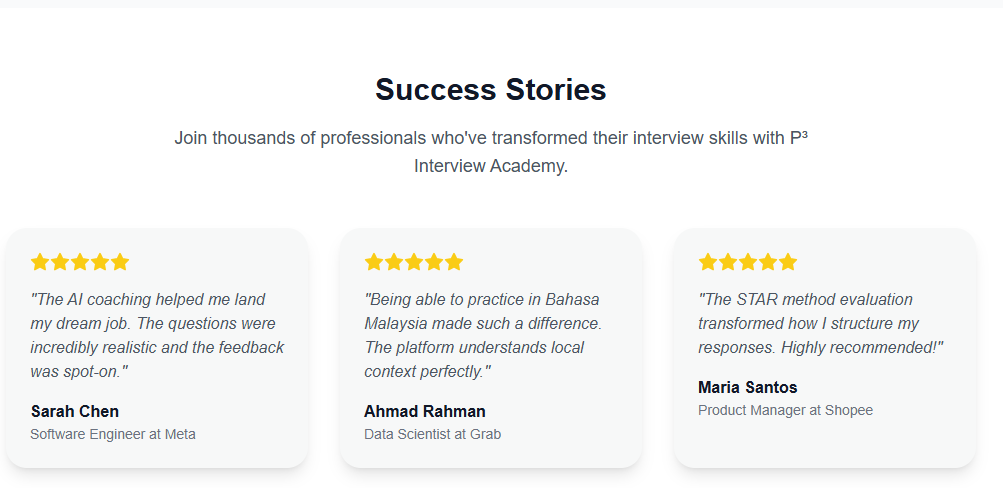 Success Stories
Join thousands of professionals who've transformed their interview skills with P³
Interview Academy.
"The AI coaching helped me land
my dream job. The questions were
incredibly realistic and the feedback
was spot-on."
Sarah Chen
Software Engineer at Meta
"Being able to practice in Bahasa
Malaysia made such a difference.
The platform understands local
context perfectly."
Ahmad Rahman
Data Scientist at Grab
"The STAR method evaluation
transformed how I structure my
responses. Highly recommended!"
Maria Santos
Product Manager at Shopee